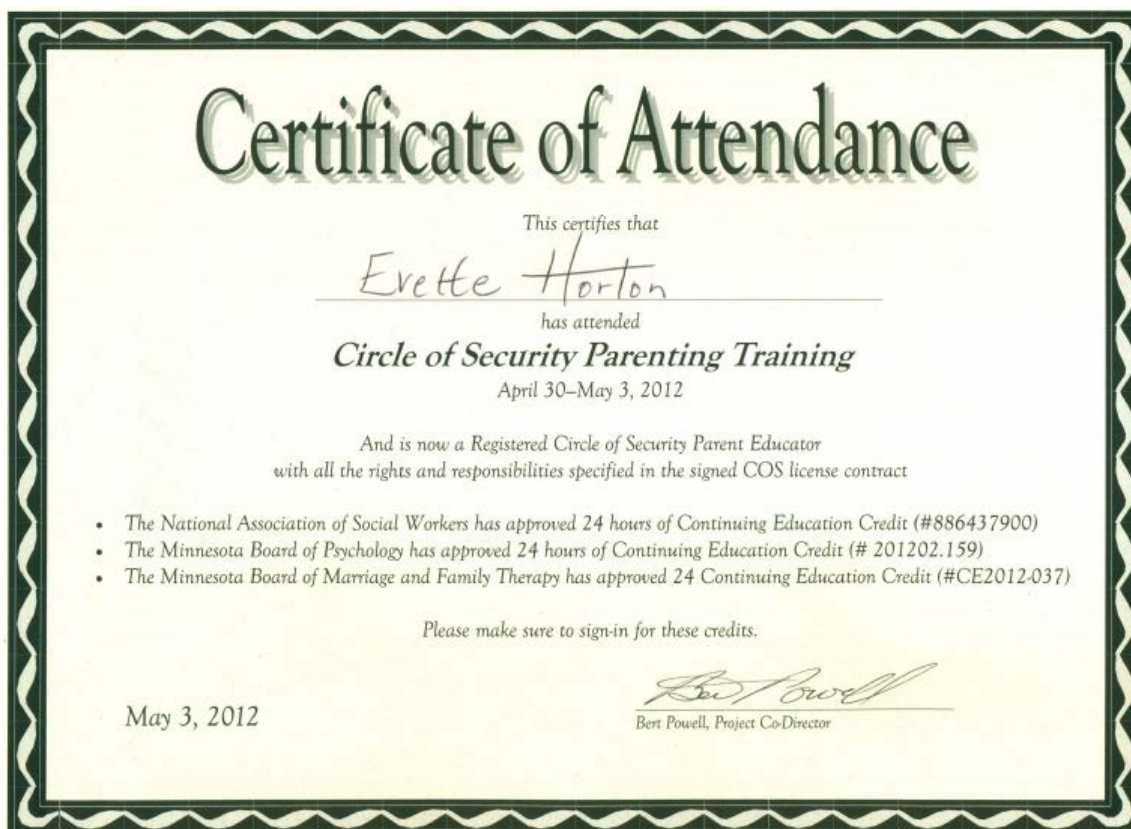 Certificate of Attendance
This certifies that
Evette Horton
has attended
Circle of Security Parenting Training
April 30–May 3, 2012
And is now a Registered Circle of Security Parent Educator
with all the rights and responsibilities specified in the signed COS license contract
• The National Association of Social Workers has approved 24 hours of Continuing Education Credit (#886437900)
• The Minnesota Board of Psychology has approved 24 hours of Continuing Education Credit (# 201202.159)
• The Minnesota Board of Marriage and Family Therapy has approved 24 Continuing Education Credit (#CE2012-037)
Please make sure to sign-in for these credits.
Bert Powell
May 3, 2012
Bert Powell, Project Co-Director